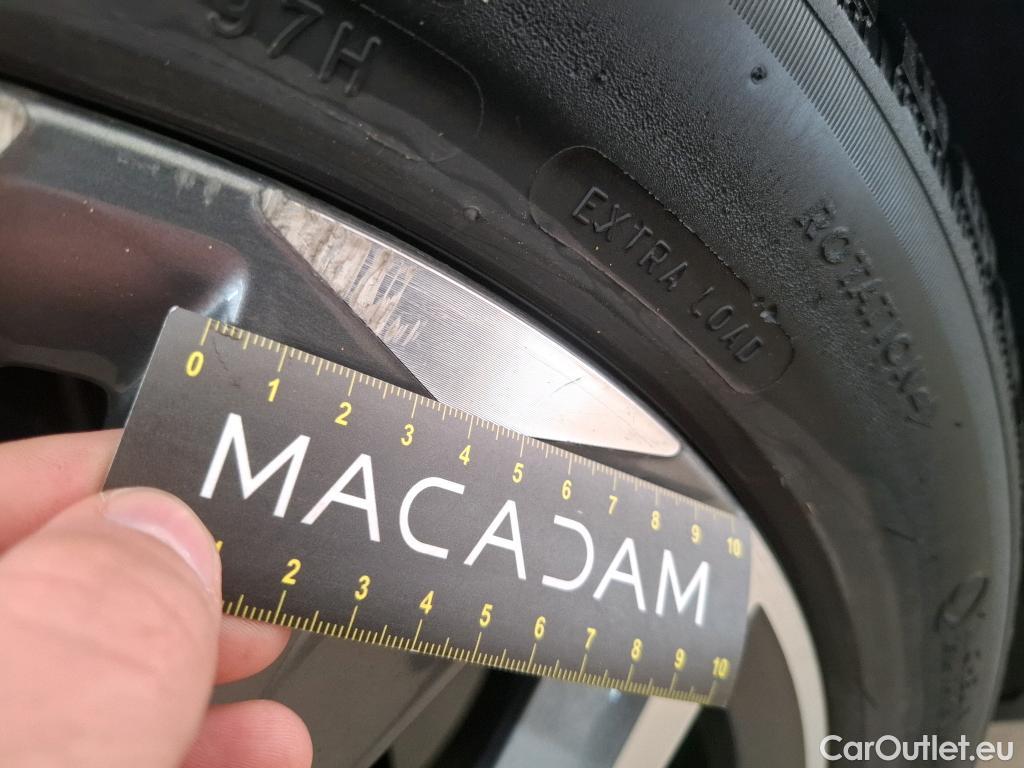 97H
EXTRA LOAD
ROTATION
0 1 2 3 4 5 6 7 8 9 10
MACADAM
1 2 3 4 5 6 7 8 9 10
CarOutlet.eu